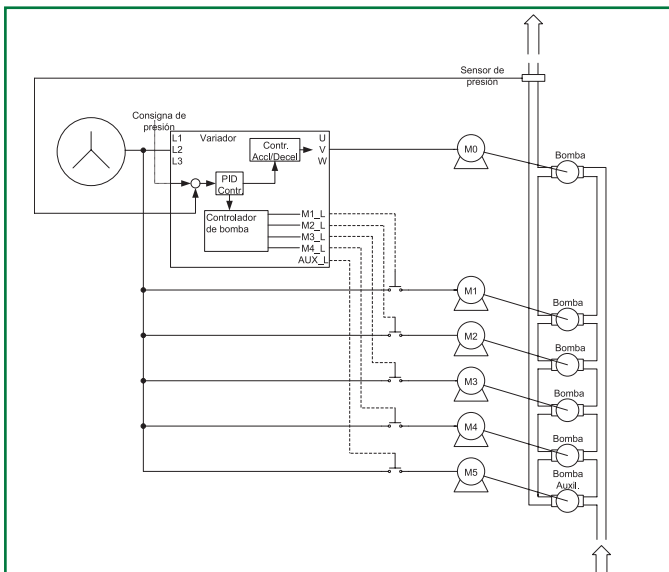 Sensor de
presión
Consigna de
presión
L1
L2
L3
Variador
U
V
W
Contr.
Accl/Decel
PID
Contr.
Controlador
de bomba
M1_L
M2_L
M3_L
M4_L
AUX_L
M0
Bomba
M1
Bomba
M2
Bomba
M3
Bomba
M4
Bomba
M5
Bomba
Auxil.